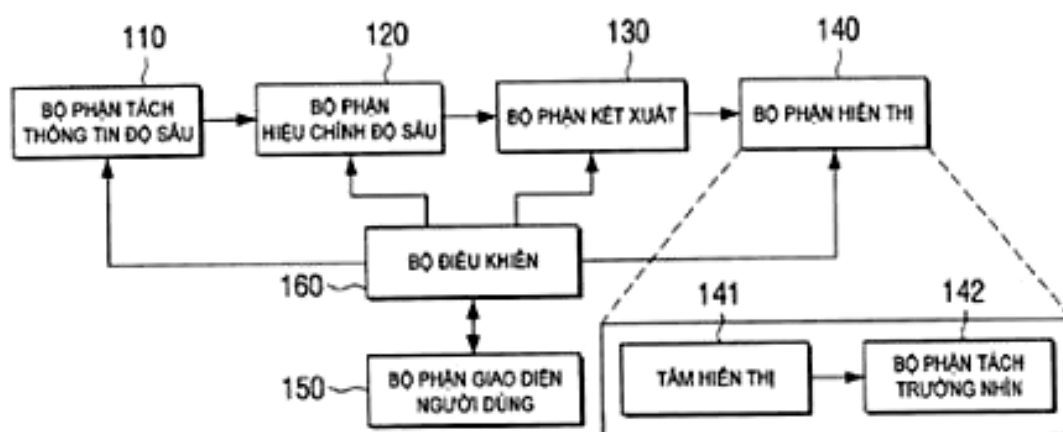 110
120
130
140
BỘ PHẬN TÁCH
THÔNG TIN ĐỘ SÂU
BỘ PHẬN
HIỆU CHỈNH ĐỘ SÂU
BỘ PHẬN KẾT XUẤT
BỘ PHẬN HIỂN THỊ
BỘ ĐIỀU KHIỂN
160
141
142
150
BỘ PHẬN GIAO DIỆN
NGƯỜI DÙNG
TẤM HIỂN THỊ
BỘ PHẬN TÁCH
TRƯỜNG NHÌN